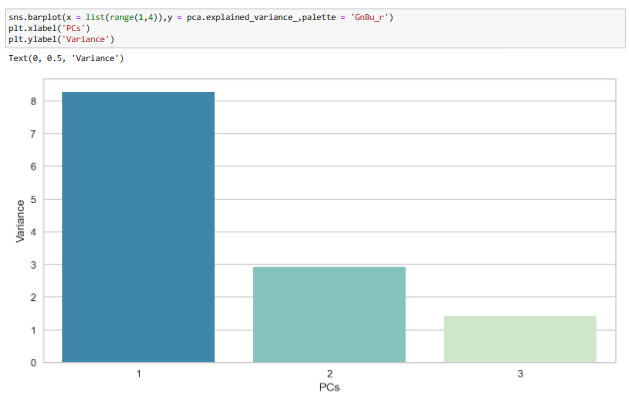 sns.barplot(x = list(range(1,4)),y = pca.explained_variance_,palette = 'GnBu_r')
plt.xlabel('PCs')
plt.ylabel('Variance')
Text(0, 0.5, 'Variance')
8
7
6
5
4
3
2
1
0
Variance
1 2 3
PCs